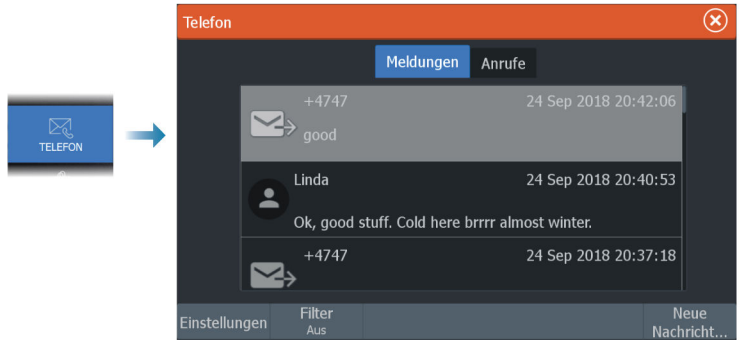 TELEFON
Telefon
Meldungen Anrufe
+4747 24 Sep 2018 20:42:06
good
Linda 24 Sep 2018 20:40:53
Ok, good stuff. Cold here brrrr almost winter.
+4747 24 Sep 2018 20:37:18
Einstellungen
Filter
Aus
Neue
Nachricht...